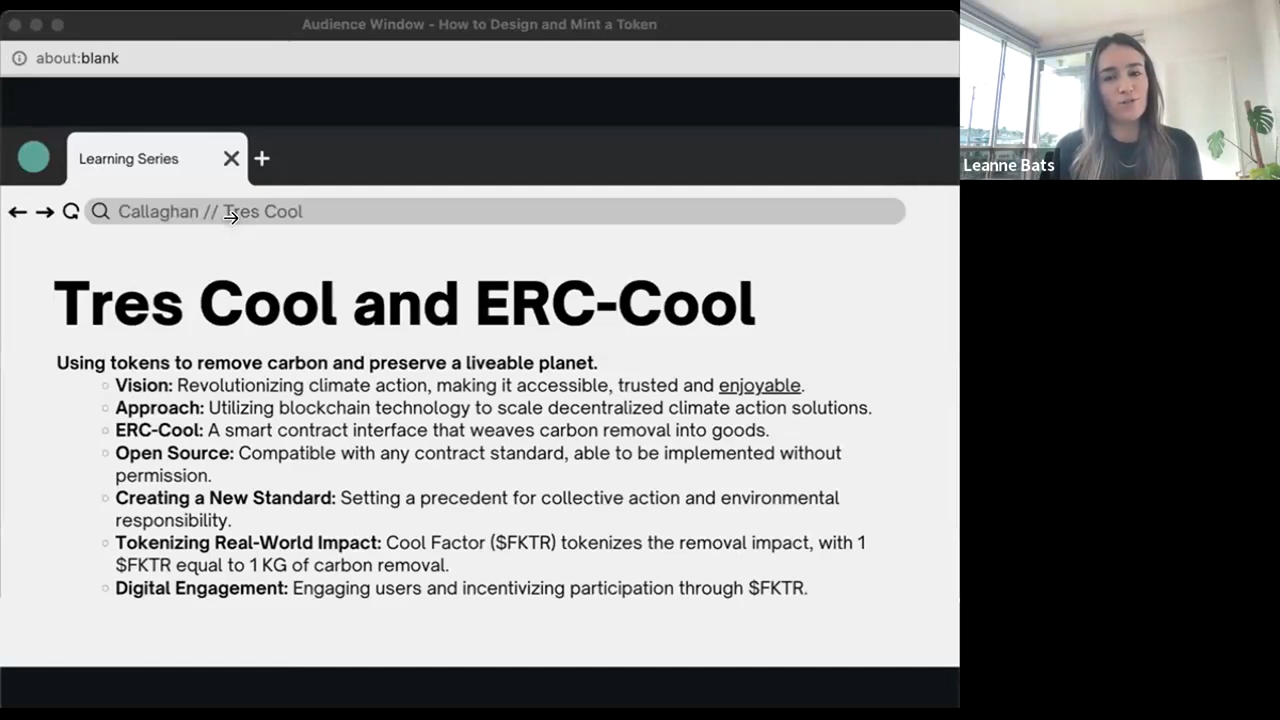 Audience Window - How to Design and Mint a Token
about:blank
Learning Series
Callaghan // Tres Cool
Tres Cool and ERC-Cool
Using tokens to remove carbon and preserve a liveable planet.
Vision: Revolutionizing climate action, making it accessible, trusted and enjoyable.
Approach: Utilizing blockchain technology to scale decentralized climate action solutions.
ERC-Cool: A smart contract interface that weaves carbon removal into goods.
Open Source: Compatible with any contract standard, able to be implemented without
permission.
Creating a New Standard: Setting a precedent for collective action and environmental
responsibility.
Tokenizing Real-World Impact: Cool Factor ($FKTR) tokenizes the removal impact, with 1
$FKTR equal to 1 KG of carbon removal.
Digital Engagement: Engaging users and incentivizing participation through $FKTR.
Leanne Bats